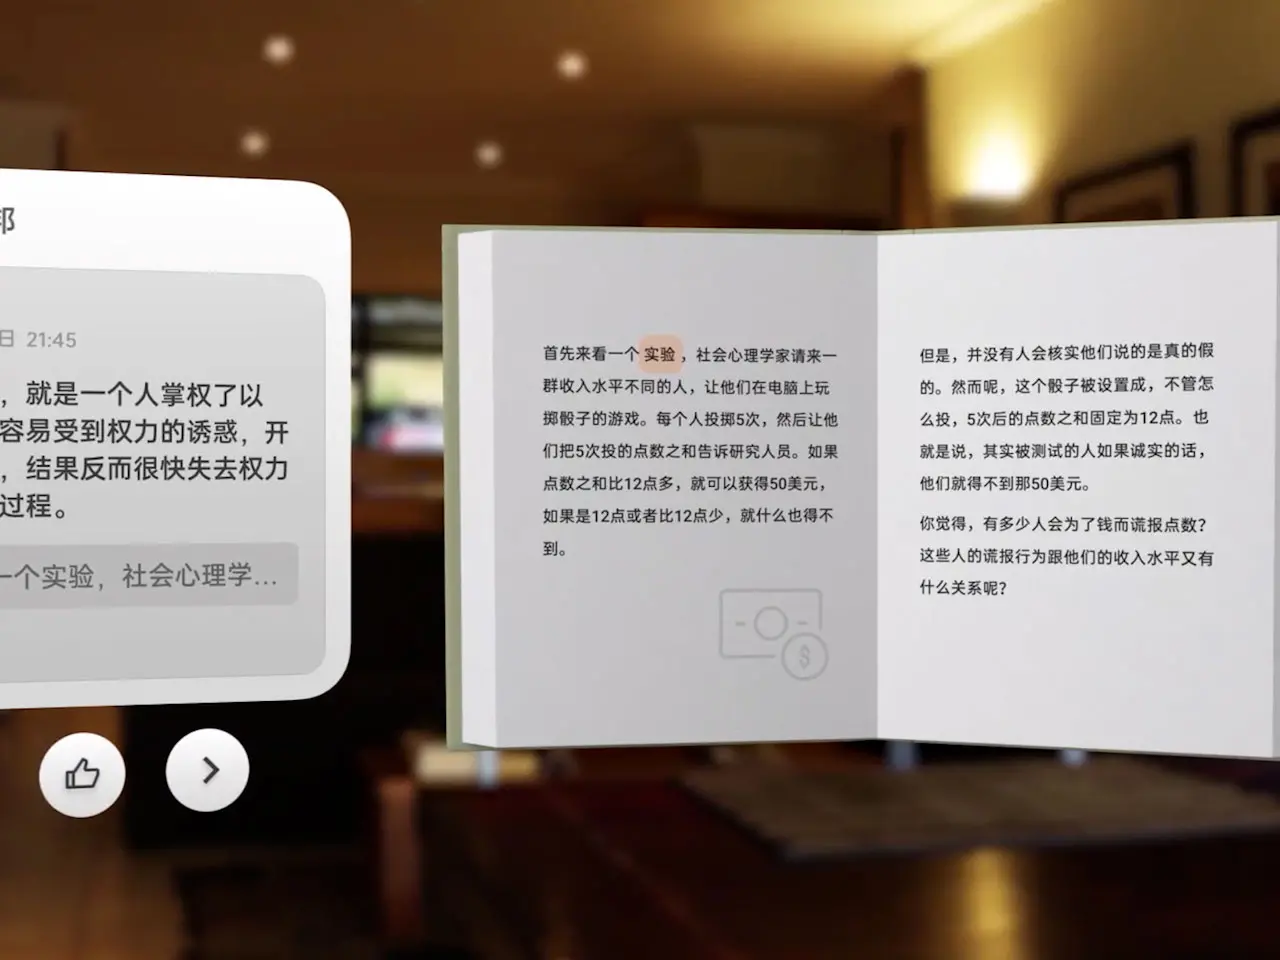 邦
日 21:45
，就是一个人掌权了以
容易受到权力的诱惑，开
，结果反而很快失去权力
过程。
一个实验，社会心理学...
首先来看一个 实验 ，社会心理学家请来一
群收入水平不同的人，让他们在电脑上玩
掷骰子的游戏。每个人投掷5次，然后让他
们把5次投的点数之和告诉研究人员。如果
点数之和比12点多，就可以获得50美元，
如果是12点或者比12点少，就什么也得不
到。
$
但是，并没有人会核实他们说的是真的假
的。然而呢，这个骰子被设置成，不管怎
么投，5次后的点数之和固定为12点。也
就是说，其实被测试的人如果诚实的话，
他们就得不到那50美元。
你觉得，有多少人会为了钱而谎报点数？
这些人的谎报行为跟他们的收入水平又有
什么关系呢？